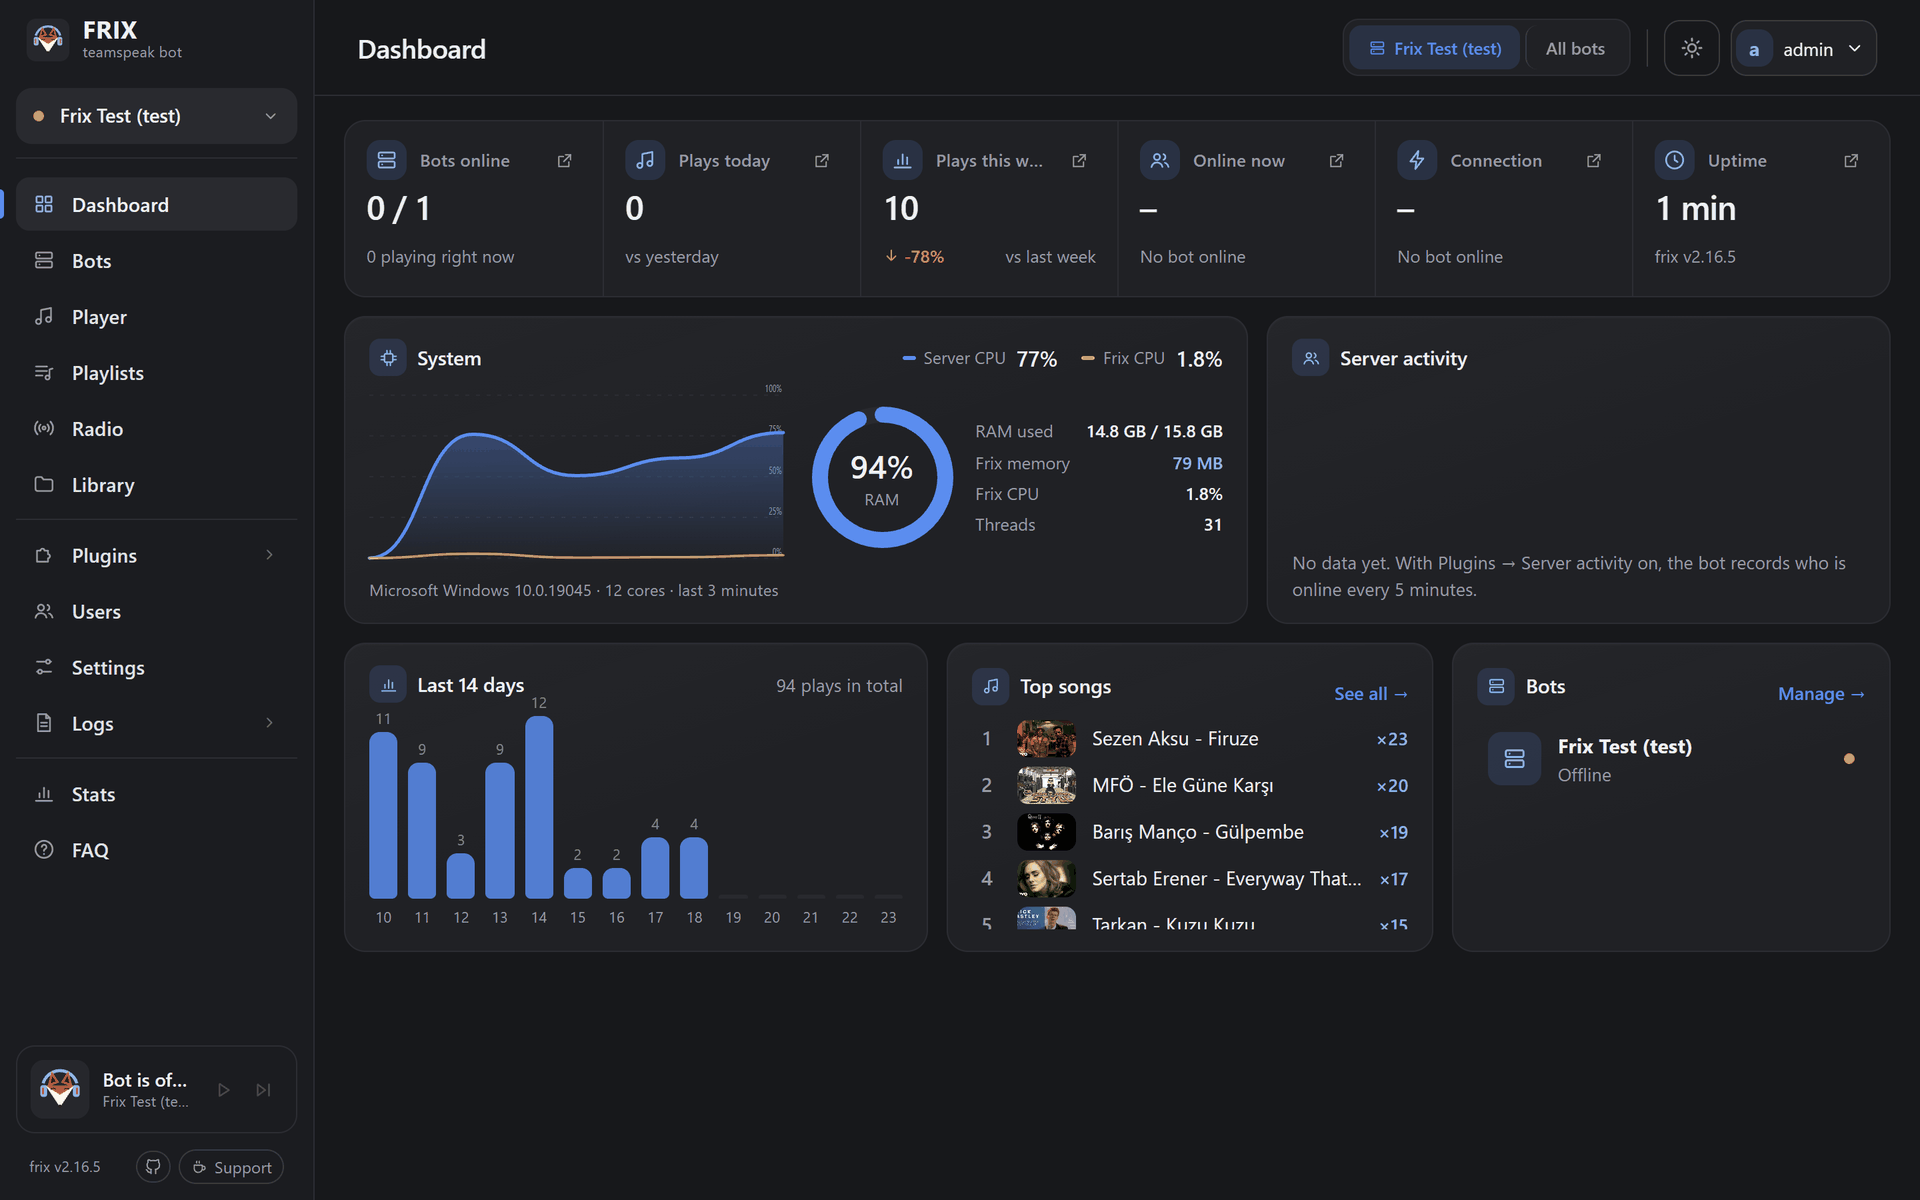 FRIX
teamspeak bot
Frix Test (test)
Dashboard
Bots
Player
Playlists
Radio
Library
Plugins
Users
Settings
Logs
Stats
FAQ
Bot is of...
Frix Test (te...
frix v2.16.5
Support
Dashboard
Frix Test (test)
All bots
a
admin
Bots online
0 / 1
0 playing right now
Plays today
0
vs yesterday
Plays this w...
10
↓ -78%
vs last week
Online now
–
No bot online
Connection
–
No bot online
Uptime
1 min
frix v2.16.5
System
Server CPU 77%
Frix CPU 1.8%
100%
75%
50%
25%
0%
94%
RAM
RAM used 14.8 GB / 15.8 GB
Frix memory 79 MB
Frix CPU 1.8%
Threads 31
Microsoft Windows 10.0.19045 · 12 cores · last 3 minutes
Server activity
No data yet. With Plugins → Server activity on, the bot records who is
online every 5 minutes.
Last 14 days
94 plays in total
11 9 3 9 12 2 2 4 4
10 11 12 13 14 15 16 17 18 19 20 21 22 23
Top songs
See all →
1 Sezen Aksu - Firuze ×23
2 MFÖ - Ele Güne Karşı ×20
3 Barış Manço - Gülpembe ×19
4 Sertab Erener - Everyway That... ×17
5 Tarkan - Kuzu Kuzu ×15
Bots
Manage →
Frix Test (test)
Offline